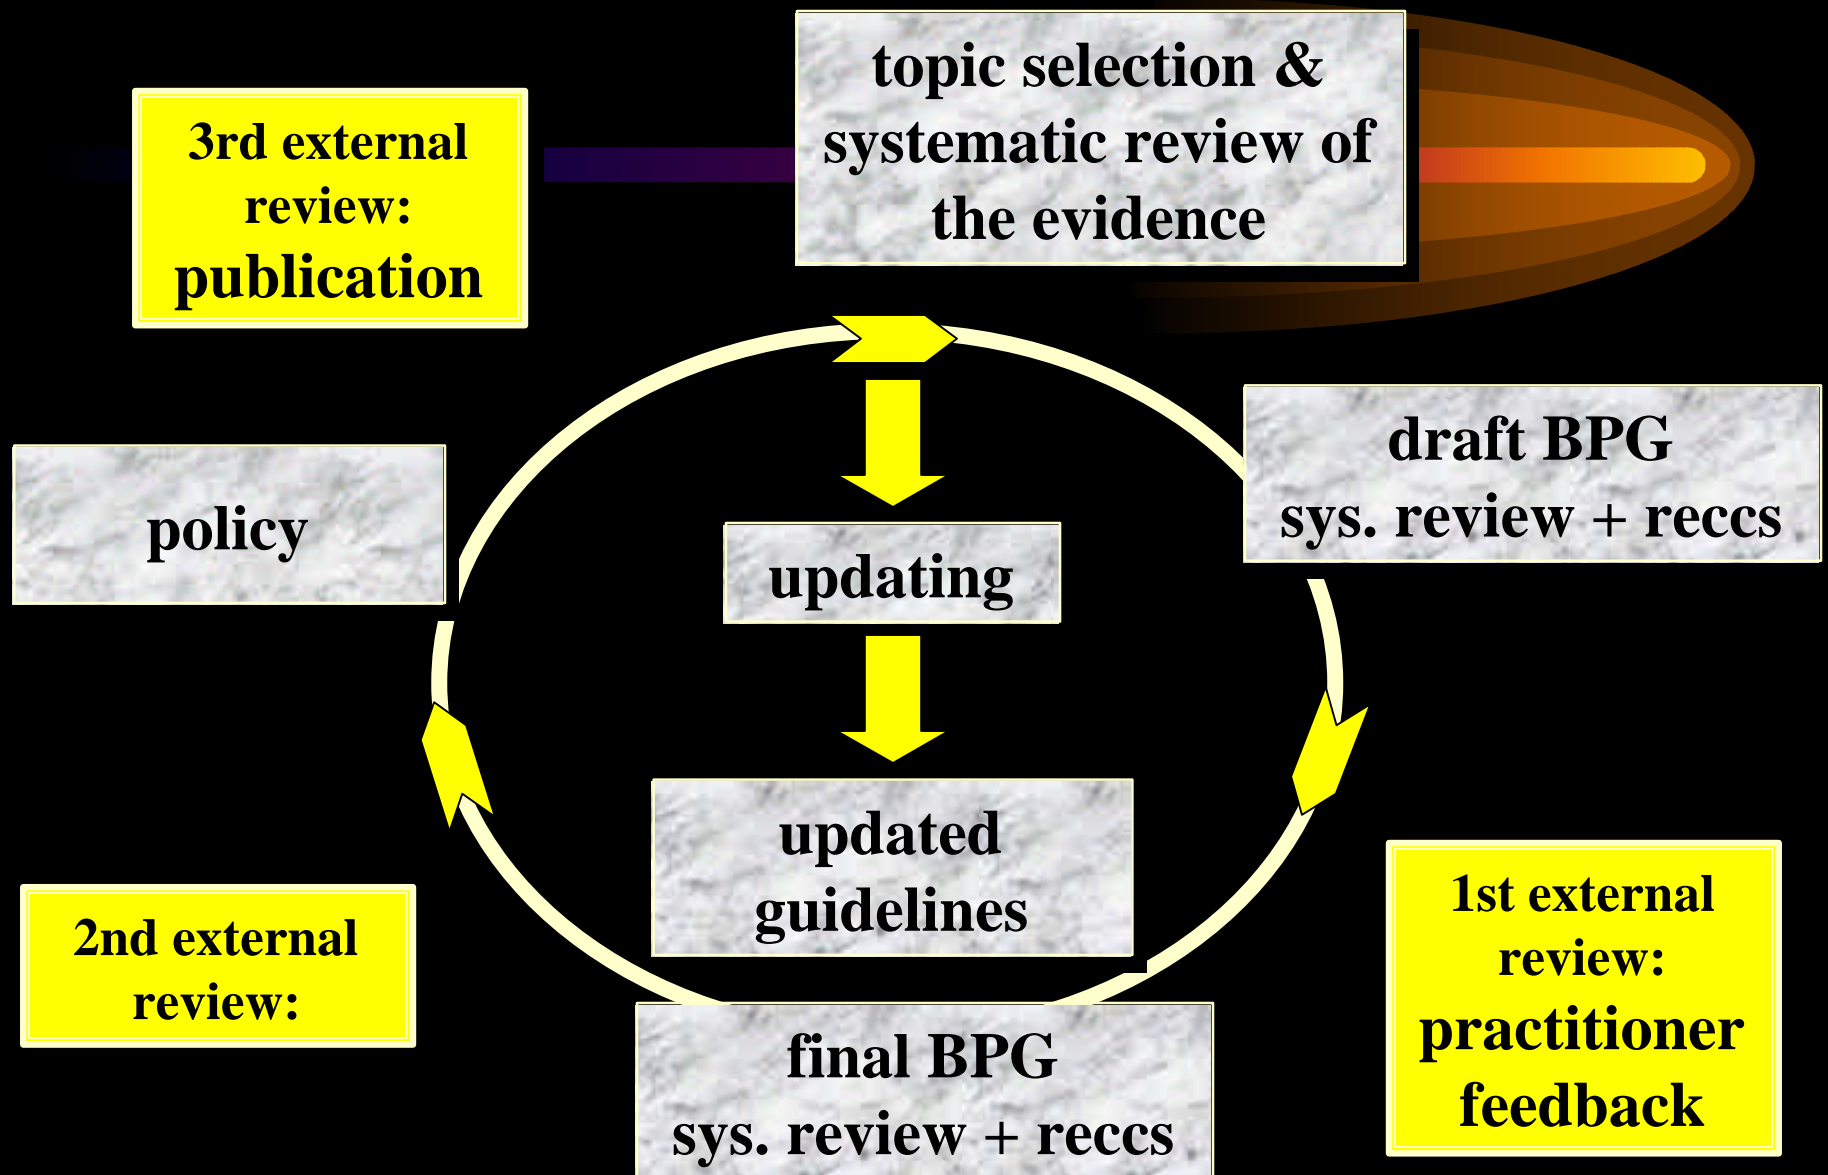 topic selection &
systematic review of
the evidence
3rd external
review:
publication
draft BPG
sys. review + reccs
policy
updating
updated
guidelines
1st external
review:
practitioner
feedback
2nd external
review:
final BPG
sys. review + reccs